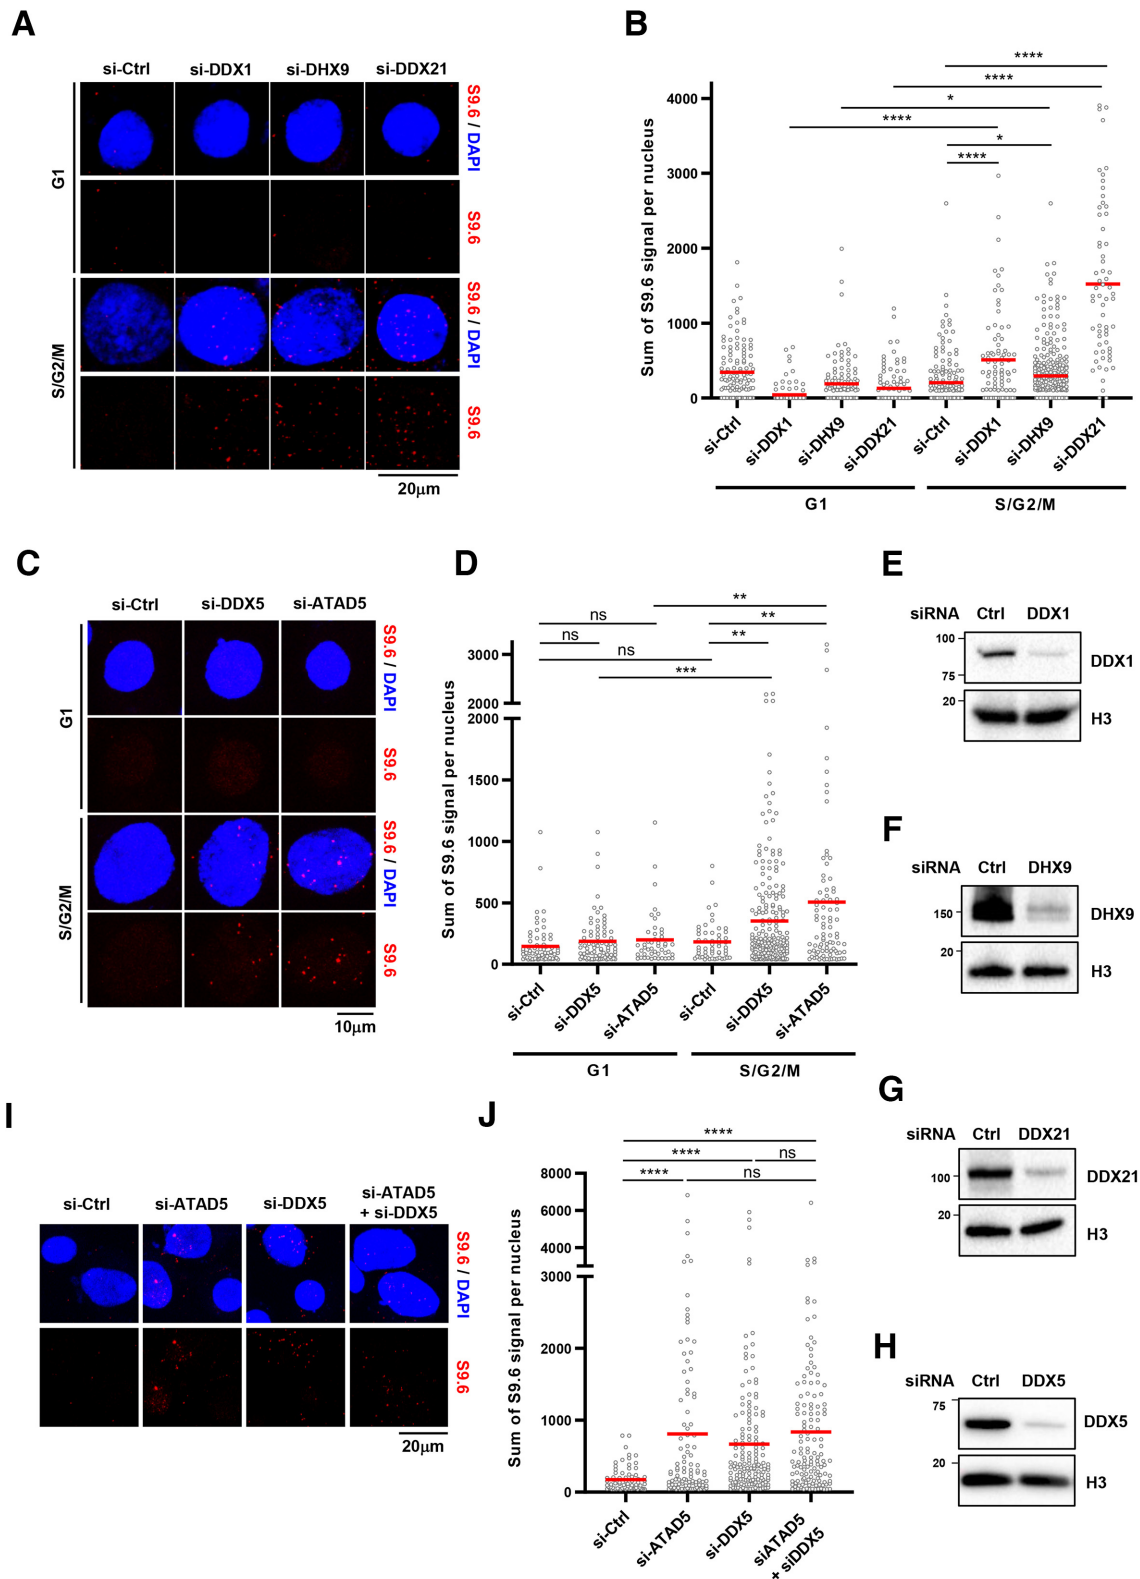 A
si-Ctrl si-DDX1 si-DHX9 si-DDX21
G1
S/G2/M
S9.6 / DAPI
S9.6
S9.6 / DAPI
S9.6
20μm
B
Sum of S9.6 signal per nucleus
4000
3000
2000
1000
0
****
****
*
****
*
****
si-Ctrl si-DDX1 si-DHX9 si-DDX21 si-Ctrl si-DDX1 si-DHX9 si-DDX21
G1 S/G2/M
C
si-Ctrl si-DDX5 si-ATAD5
G1
S/G2/M
S9.6 / DAPI
S9.6
S9.6 / DAPI
S9.6
10μm
D
Sum of S9.6 signal per nucleus
3000
2000
2000
1500
1000
500
0
**
ns **
ns **
ns
***
si-Ctrl si-DDX5 si-ATAD5 si-Ctrl si-DDX5 si-ATAD5
G1 S/G2/M
E
siRNA Ctrl DDX1
100
75
DDX1
20
H3
F
siRNA Ctrl DHX9
150
DHX9
20
H3
G
siRNA Ctrl DDX21
100
DDX21
20
H3
H
siRNA Ctrl DDX5
75
DDX5
20
H3
I
si-Ctrl si-ATAD5 si-DDX5 si-ATAD5
+ si-DDX5
S9.6 / DAPI
S9.6
20μm
J
Sum of S9.6 signal per nucleus
8000
6000
4000
3000
2000
1000
0
****
**** ns
**** ns
si-Ctrl si-ATAD5 si-DDX5 siATAD5
+ siDDX5